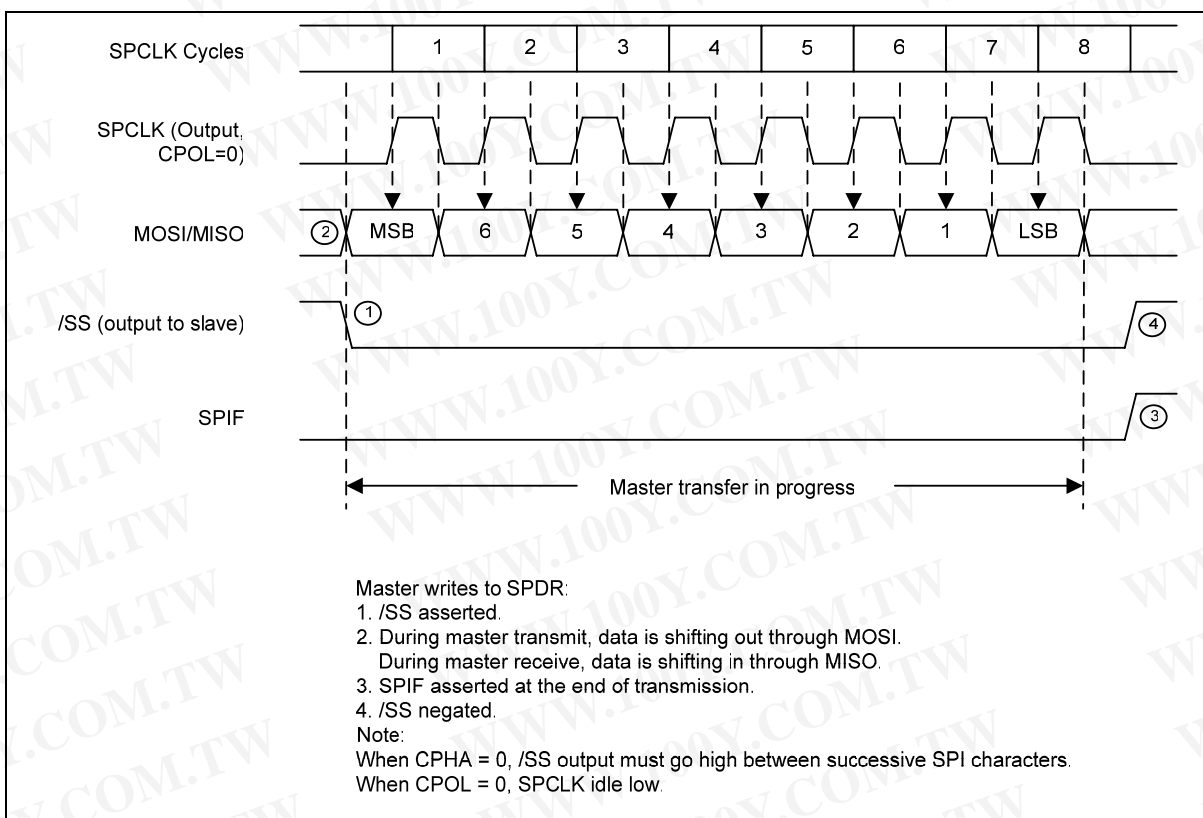 SPCLK Cycles
1 2 3 4 5 6 7 8
SPCLK (Output,
CPOL=0)
MOSI/MISO
2 MSB 6 5 4 3 2 1 LSB
/SS (output to slave)
1
4
SPIF
3
Master transfer in progress
Master writes to SPDR:
1. /SS asserted.
2. During master transmit, data is shifting out through MOSI.
During master receive, data is shifting in through MISO.
3. SPIF asserted at the end of transmission.
4. /SS negated.
Note:
When CPHA = 0, /SS output must go high between successive SPI characters.
When CPOL = 0, SPCLK idle low.
WWW.100Y.COM.TW